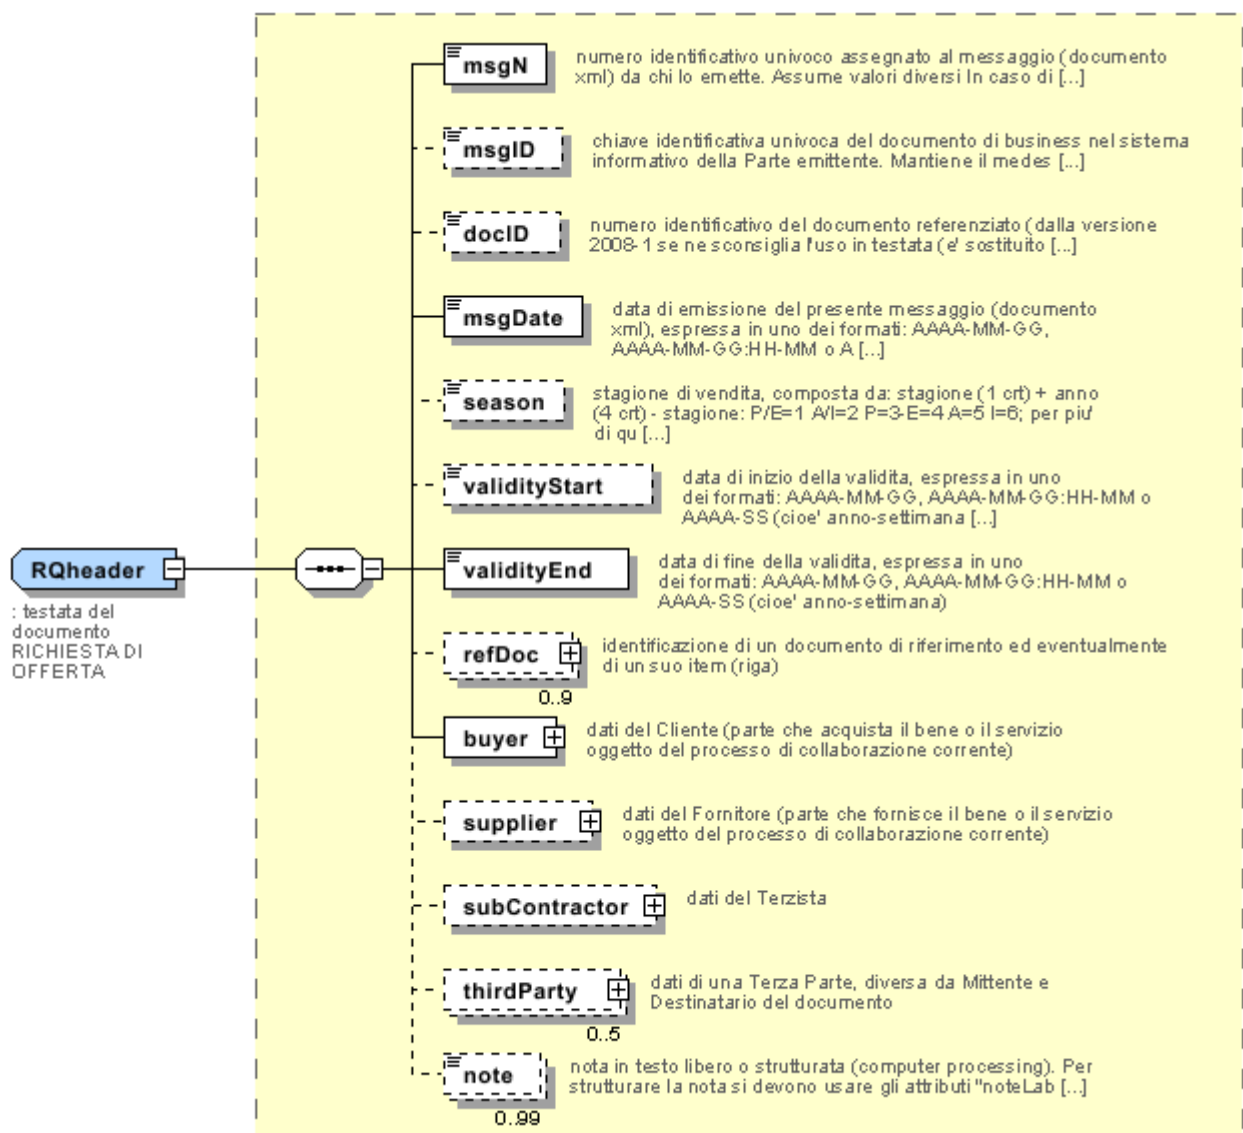 msgN
numero identificativo univoco assegnato al messaggio (documento
xml) da chi lo emette. Assume valori diversi In caso di [...]
msgID
chiave identificativa univoca del documento di business nel sistema
informativo della Parte emittente. Mantiene il medes [...]
docID
numero identificativo del documento referenziato (dalla versione
2008-1 se ne sconsiglia l'uso in testata (e' sostituito [...]
msgDate
data di emissione del presente messaggio (documento
xml), espressa in uno dei formati: AAAA-MM-GG,
AAAA-MM-GG:HH-MM o A [...]
season
stagione di vendita, composta da: stagione (1 crt) + anno
(4 crt) - stagione: P/E=1 A/I=2 P=3-E=4 A=5 I=6; per piu'
di qu [...]
validityStart
data di inizio della validita, espressa in uno
dei formati: AAAA-MM-GG, AAAA-MM-GG:HH-MM o
AAAA-SS (cioe' anno-settimana [...]
RQheader
: testata del
documento
RICHIESTA DI
OFFERTA
validityEnd
data di fine della validita, espressa in uno
dei formati: AAAA-MM-GG, AAAA-MM-GG:HH-MM o
AAAA-SS (cioe' anno-settimana)
refDoc
0..9
identificazione di un documento di riferimento ed eventualmente
di un suo item (riga)
buyer
dati del Cliente (parte che acquista il bene o il servizio
oggetto del processo di collaborazione corrente)
supplier
dati del Fornitore (parte che fornisce il bene o il servizio
oggetto del processo di collaborazione corrente)
subContractor
dati del Terzista
thirdParty
0..5
dati di una Terza Parte, diversa da Mittente e
Destinatario del documento
note
0..99
nota in testo libero o strutturata (computer processing). Per
strutturare la nota si devono usare gli attributi "noteLab [...]